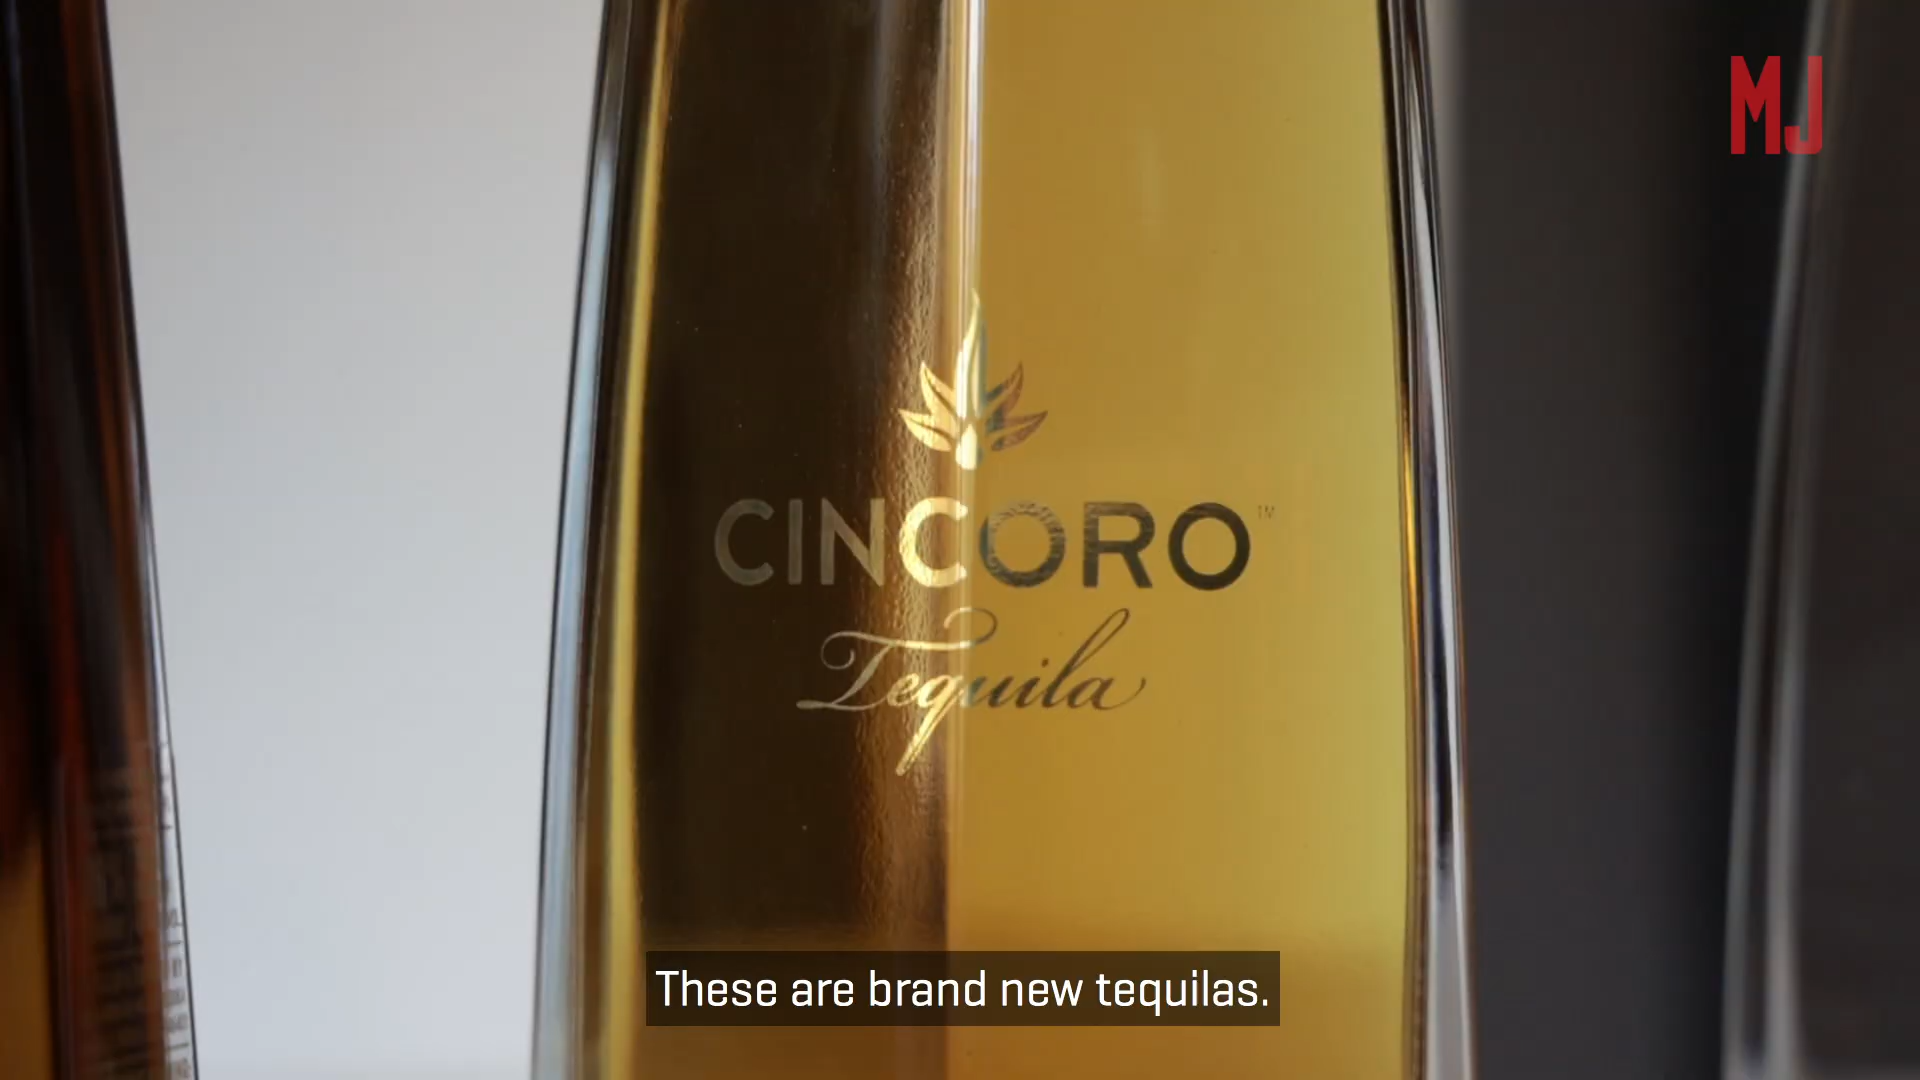 MJ
CINCORO™
Tequila
These are brand new tequilas.